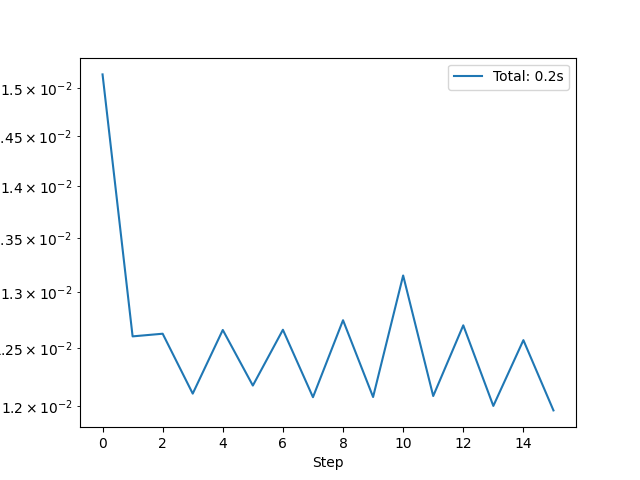 Total: 0.2s
1.5 × 10⁻²
.45 × 10⁻²
1.4 × 10⁻²
.35 × 10⁻²
1.3 × 10⁻²
.25 × 10⁻²
1.2 × 10⁻²
0 2 4 6 8 10 12 14
Step